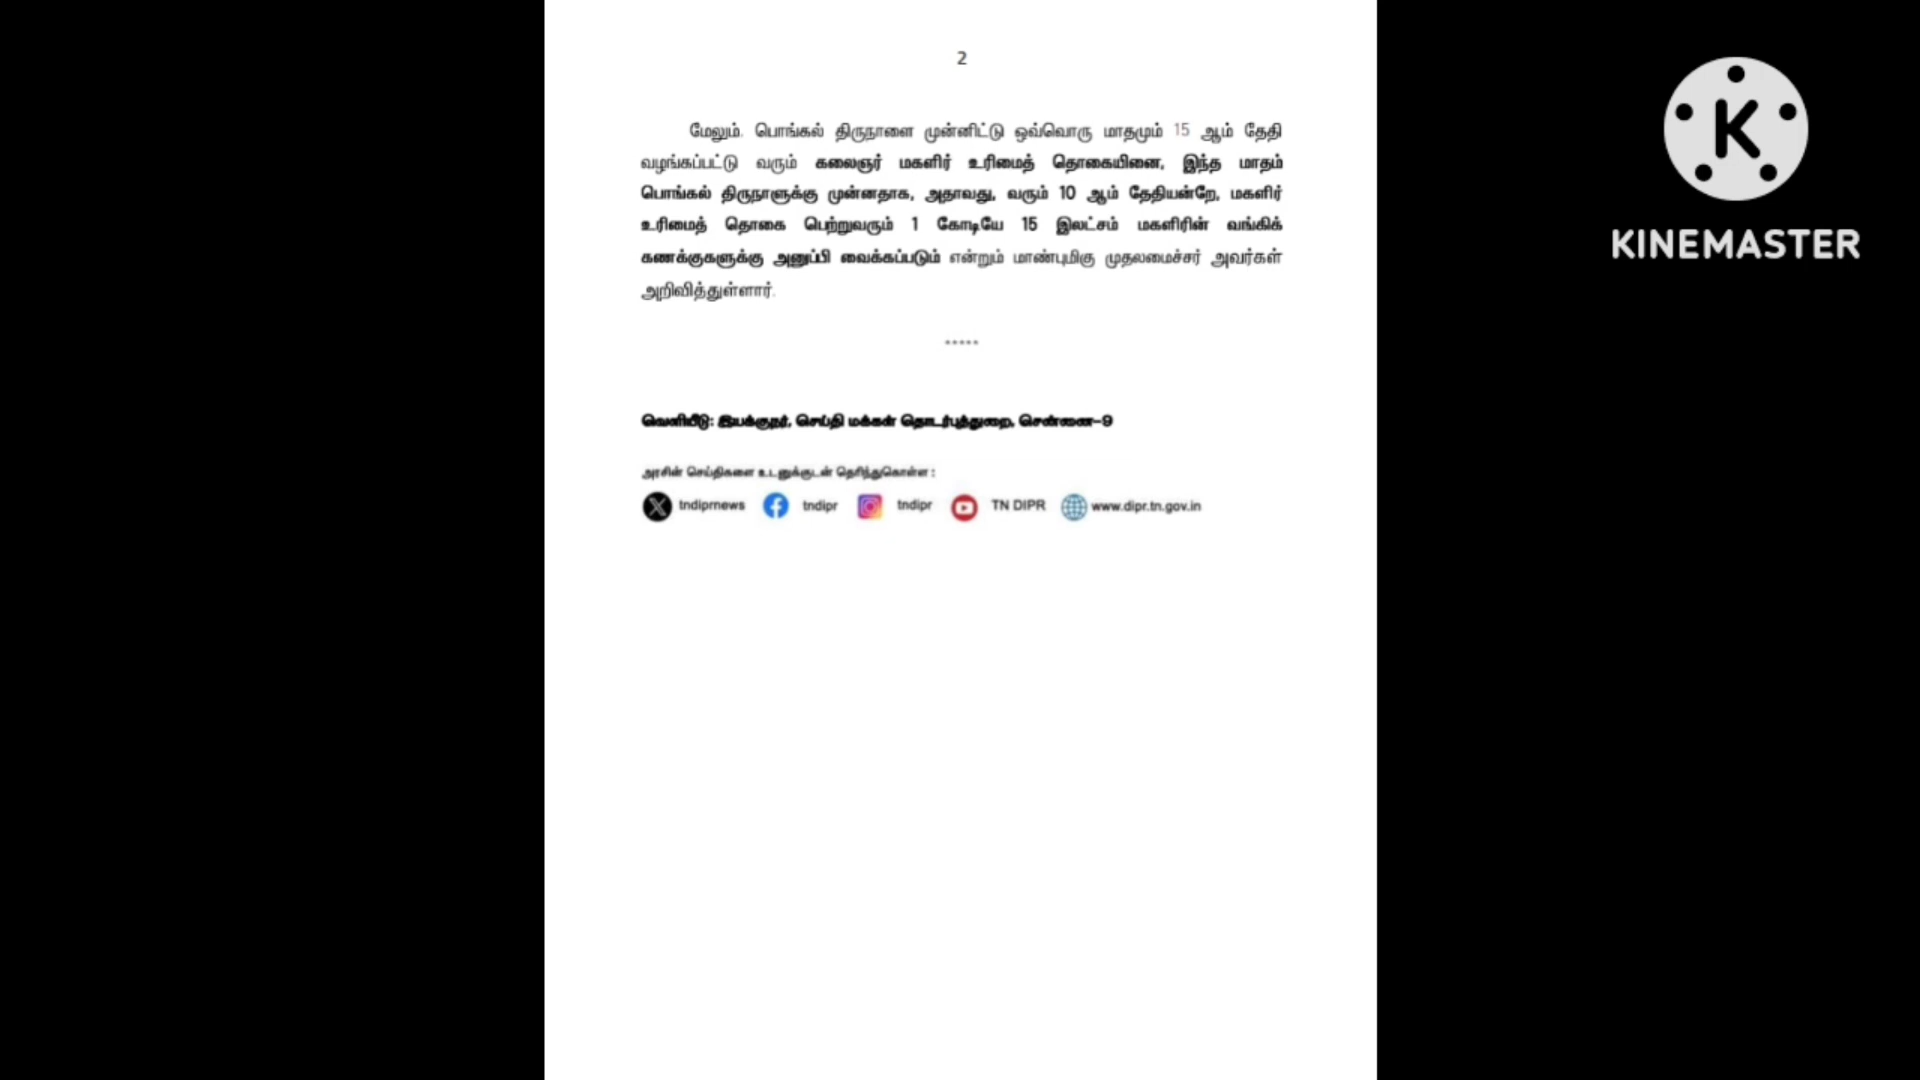 2
மேலும். பொங்கல் திருநாளை முன்னிட்டு ஒவ்வொரு மாதமும் 15 ஆம் தேதி
வழங்கப்பட்டு வரும் கலைஞர் மகளிர் உரிமைத் தொகையினை, இந்த மாதம்
பொங்கல் திருநாளுக்கு முன்னதாக, அதாவது, வரும் 10 ஆம் தேதியன்றே, மகளிர்
உரிமைத் தொகை பெற்றுவரும் 1 கோடியே 15 இலட்சம் மகளிரின் வங்கிக்
கணக்குகளுக்கு அனுப்பி வைக்கப்படும் என்றும் மாண்புமிகு முதலமைச்சர் அவர்கள்
அறிவித்துள்ளார்.
*****
வெளியீடு: இயக்குநர், செய்தி மக்கள் தொடர்புத்துறை, சென்னை-9
அரசின் செய்திகளை உடனுக்குடன் தெரிந்துகொள்ள :
tndiprnews tndipr tndipr TN DIPR www.dipr.tn.gov.in
K
KINEMASTER